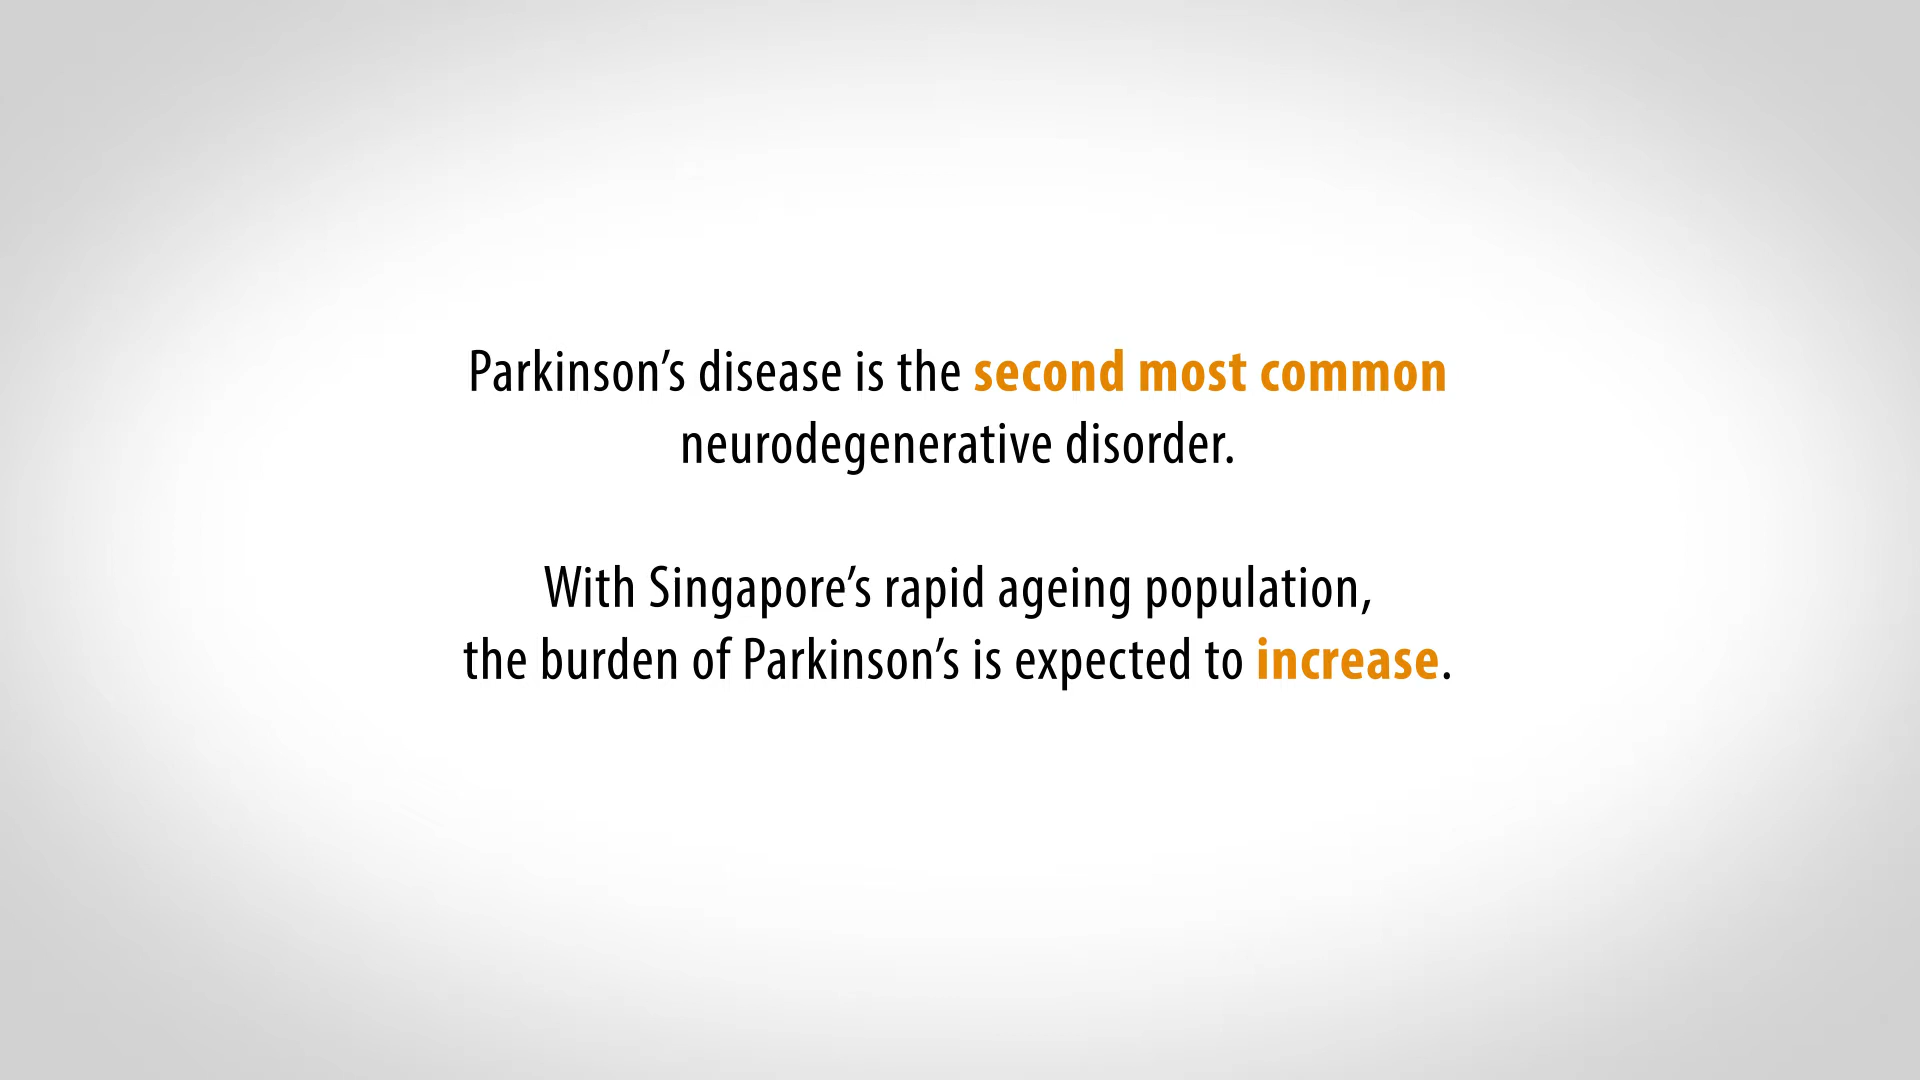 Parkinson’s disease is the second most common
neurodegenerative disorder.
With Singapore’s rapid ageing population,
the burden of Parkinson’s is expected to increase.